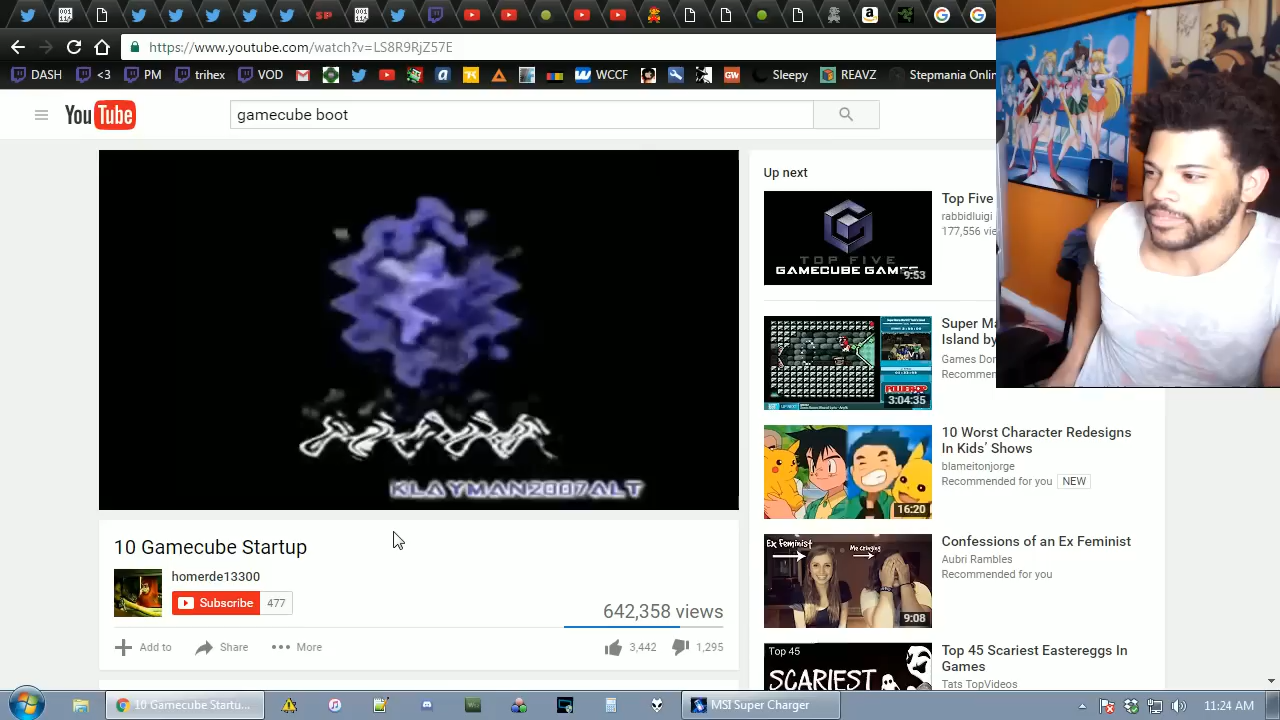 https://www.youtube.com/watch?v=LS8R9RjZ57E
DASH <3 PM trihex VOD WCCF GW Sleepy REAVZ Stepmania Onlin
YouTube
gamecube boot
KLAYMAN2007ALT
10 Gamecube Startup
homerde13300
Subscribe 477
642,358 views
Add to Share More 3,442 1,295
Up next
TOP FIVE
GAMECUBE GAMES
9:53
Top Five
rabbidluigi
177,556 vie
3:04:35
Super Ma
Island by
Games Don
Recommen
16:20
10 Worst Character Redesigns
In Kids' Shows
blameitonjorge
Recommended for you NEW
Ex Feminist
Me cringing
9:08
Confessions of an Ex Feminist
Aubri Rambles
Recommended for you
Top 45
SCARIEST
Top 45 Scariest Eastereggs In
Games
Tats TopVideos
10 Gamecube Startu...
MSI Super Charger
11:24 AM